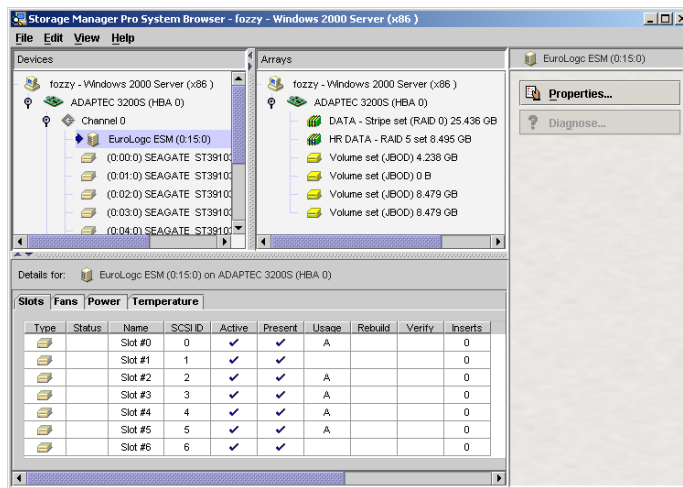 Storage Manager Pro System Browser - fozzy - Windows 2000 Server (x86 )
File Edit View Help
Devices
fozzy - Windows 2000 Server (x86 )
ADAPTEC 3200S (HBA 0)
Channel 0
EuroLogc ESM (0:15:0)
(0:00:0) SEAGATE ST3910
(0:01:0) SEAGATE ST3910
(0:02:0) SEAGATE ST3910
(0:03:0) SEAGATE ST3910
(0:04:0) SEAGATE ST3910
Arrays
fozzy - Windows 2000 Server (x86 )
ADAPTEC 3200S (HBA 0)
DATA - Stripe set (RAID 0) 25.436 GB
HR DATA - RAID 5 set 8.495 GB
Volume set (JBOD) 4.238 GB
Volume set (JBOD) 0 B
Volume set (JBOD) 8.479 GB
Volume set (JBOD) 8.479 GB
EuroLogc ESM (0:15:0)
Properties...
Diagnose...
Details for: EuroLogc ESM (0:15:0) on ADAPTEC 3200S (HBA 0)
Slots Fans Power Temperature
Type Status Name SCSI ID Active Present Usage Rebuild Verify Inserts
Slot #0 0 ✓ ✓ A 0
Slot #1 1 ✓ ✓ 0
Slot #2 2 ✓ ✓ A 0
Slot #3 3 ✓ ✓ A 0
Slot #4 4 ✓ ✓ A 0
Slot #5 5 ✓ ✓ A 0
Slot #6 6 ✓ ✓ 0